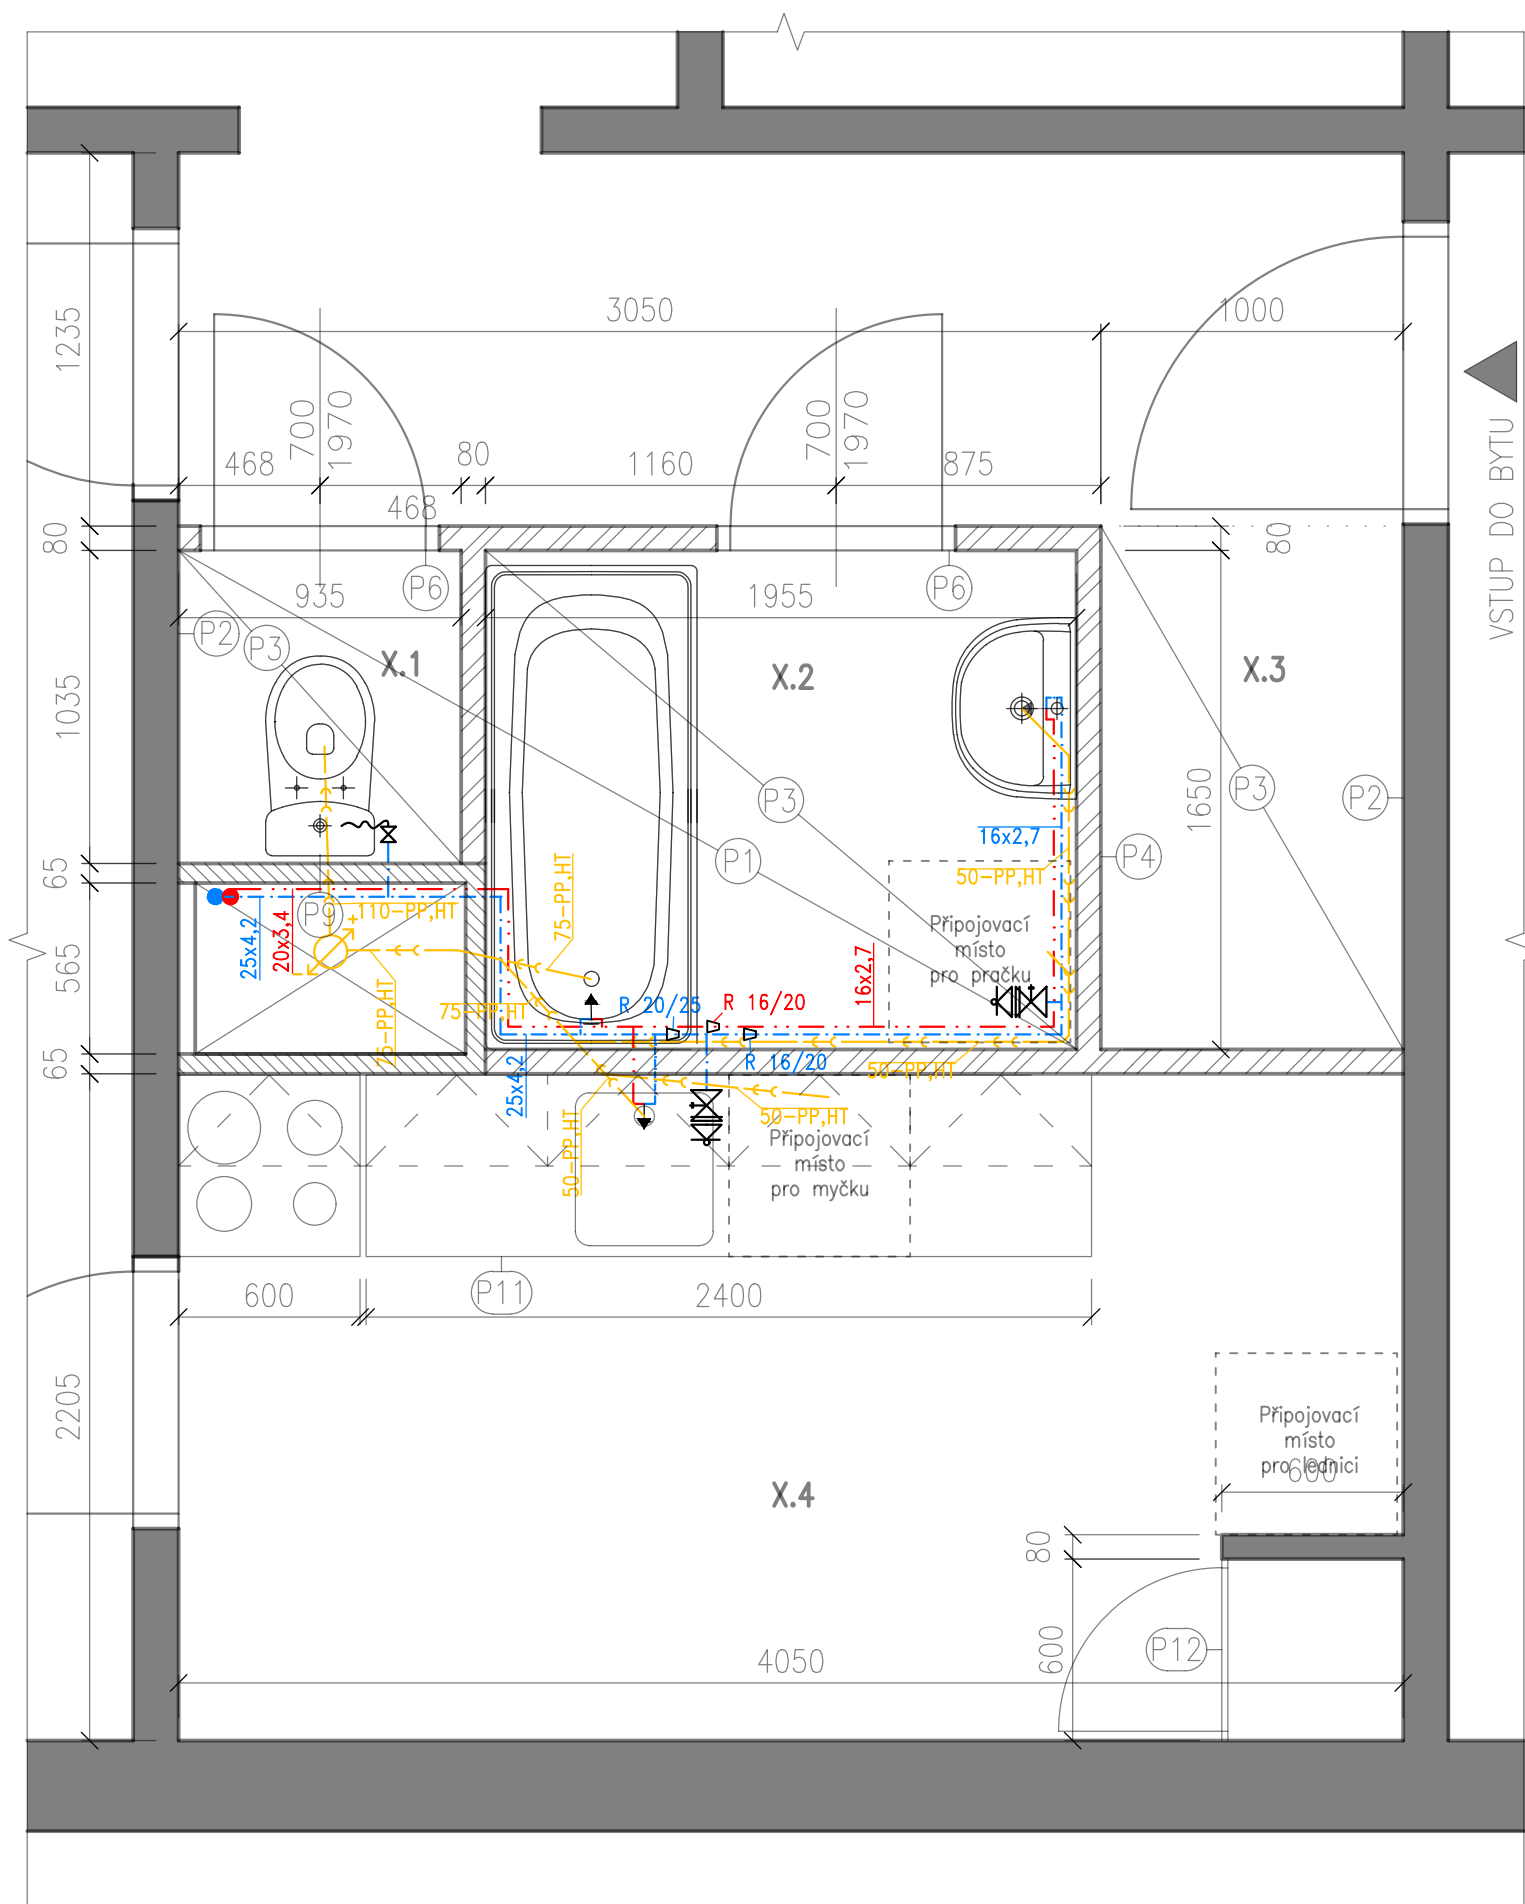 3050
1000
1235
700
1970
700
1970
468
80
1160
875
468
80
80
VSTUP DO BYTU
P6
P6
935
1955
P2
P3
X.1
X.2
X.3
1035
P3
P3
P2
1650
16x2,7
P1
P4
65
75-PP,HT
50-PP,HT
P9
110-PP,HT
25x4,2
20x3,4
Připojovací
místo
pro pračku
565
16x2,7
75-PP,HT
75-PP,HT
R 20/25
R 16/20
65
25x4,2
R 16/20
50-PP,HT
50-PP,HT
50-PP,HT
Připojovací
místo
pro myčku
600
P11
2400
2205
Připojovací
místo
pro lednici
600
X.4
80
600
P12
4050